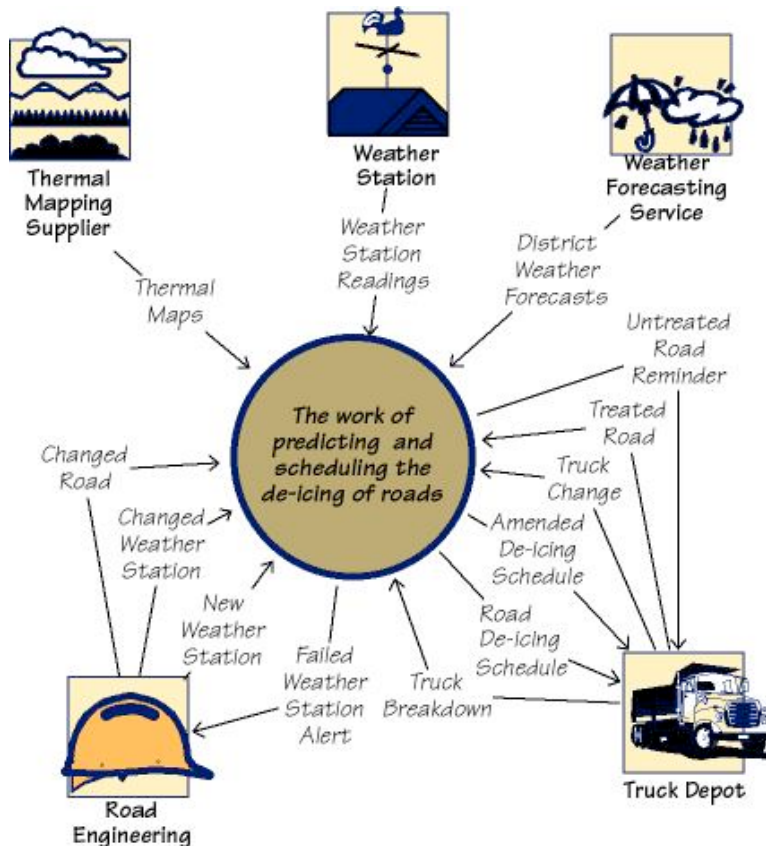 Thermal
Mapping
Supplier
Weather
Station
Weather
Forecasting
Service
Thermal
Maps
Weather
Station
Readings
District
Weather
Forecasts
Untreated
Road
Reminder
The work of
predicting and
scheduling the
de-icing of roads
Treated
Road
Truck
Change
Amended
De-icing
Schedule
Road
De-icing
Schedule
Truck
Breakdown
Changed
Road
Changed
Weather
Station
New
Weather
Station
Failed
Weather
Station
Alert
Road
Engineering
Truck Depot